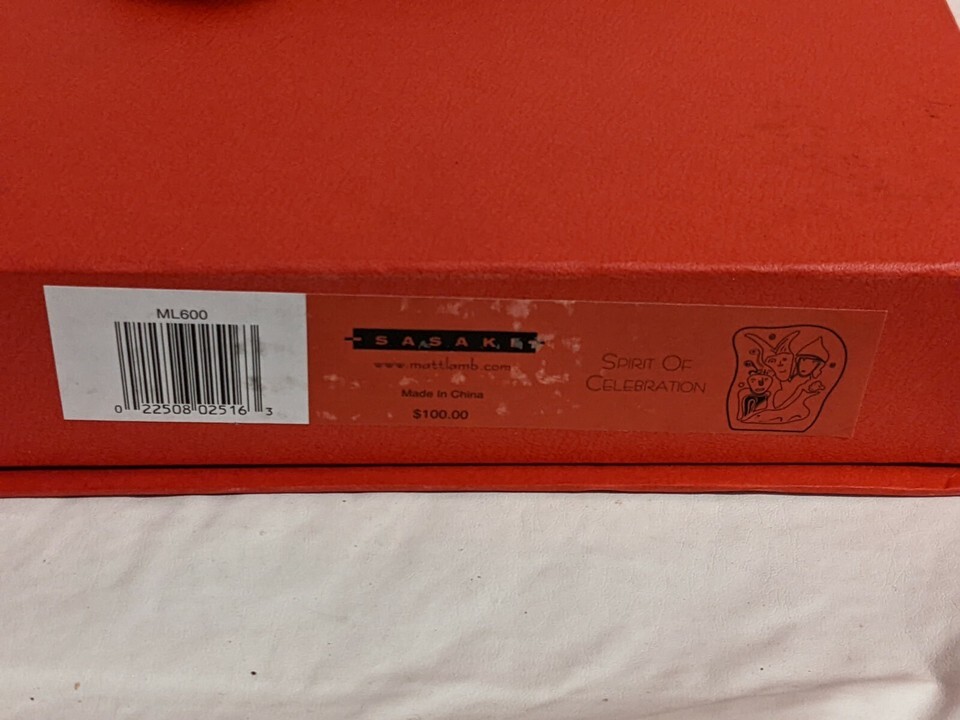 ML600
0 22508 02516 3
SASAKI
www.mattlamb.com
Made In China
$100.00
SPIRIT OF
CELEBRATION